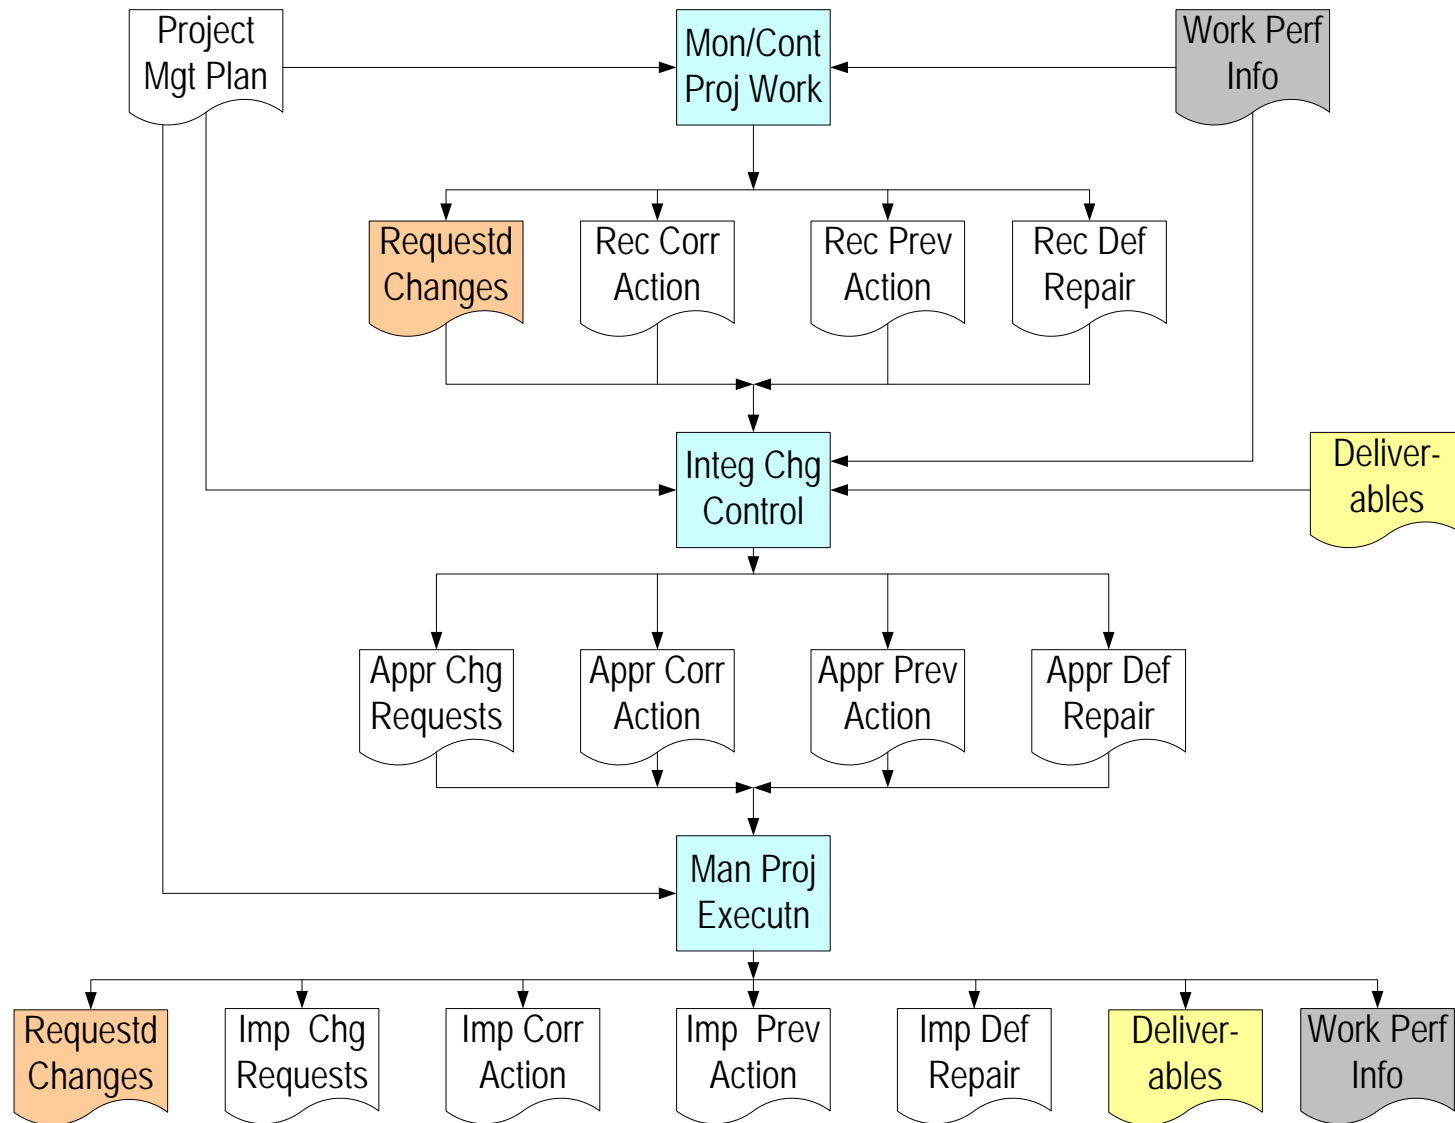 Project
Mgt Plan
Mon/Cont
Proj Work
Work Perf
Info
Requestd
Changes
Rec Corr
Action
Rec Prev
Action
Rec Def
Repair
Integ Chg
Control
Deliver-
ables
Appr Chg
Requests
Appr Corr
Action
Appr Prev
Action
Appr Def
Repair
Man Proj
Executn
Requestd
Changes
Imp Chg
Requests
Imp Corr
Action
Imp Prev
Action
Imp Def
Repair
Deliver-
ables
Work Perf
Info